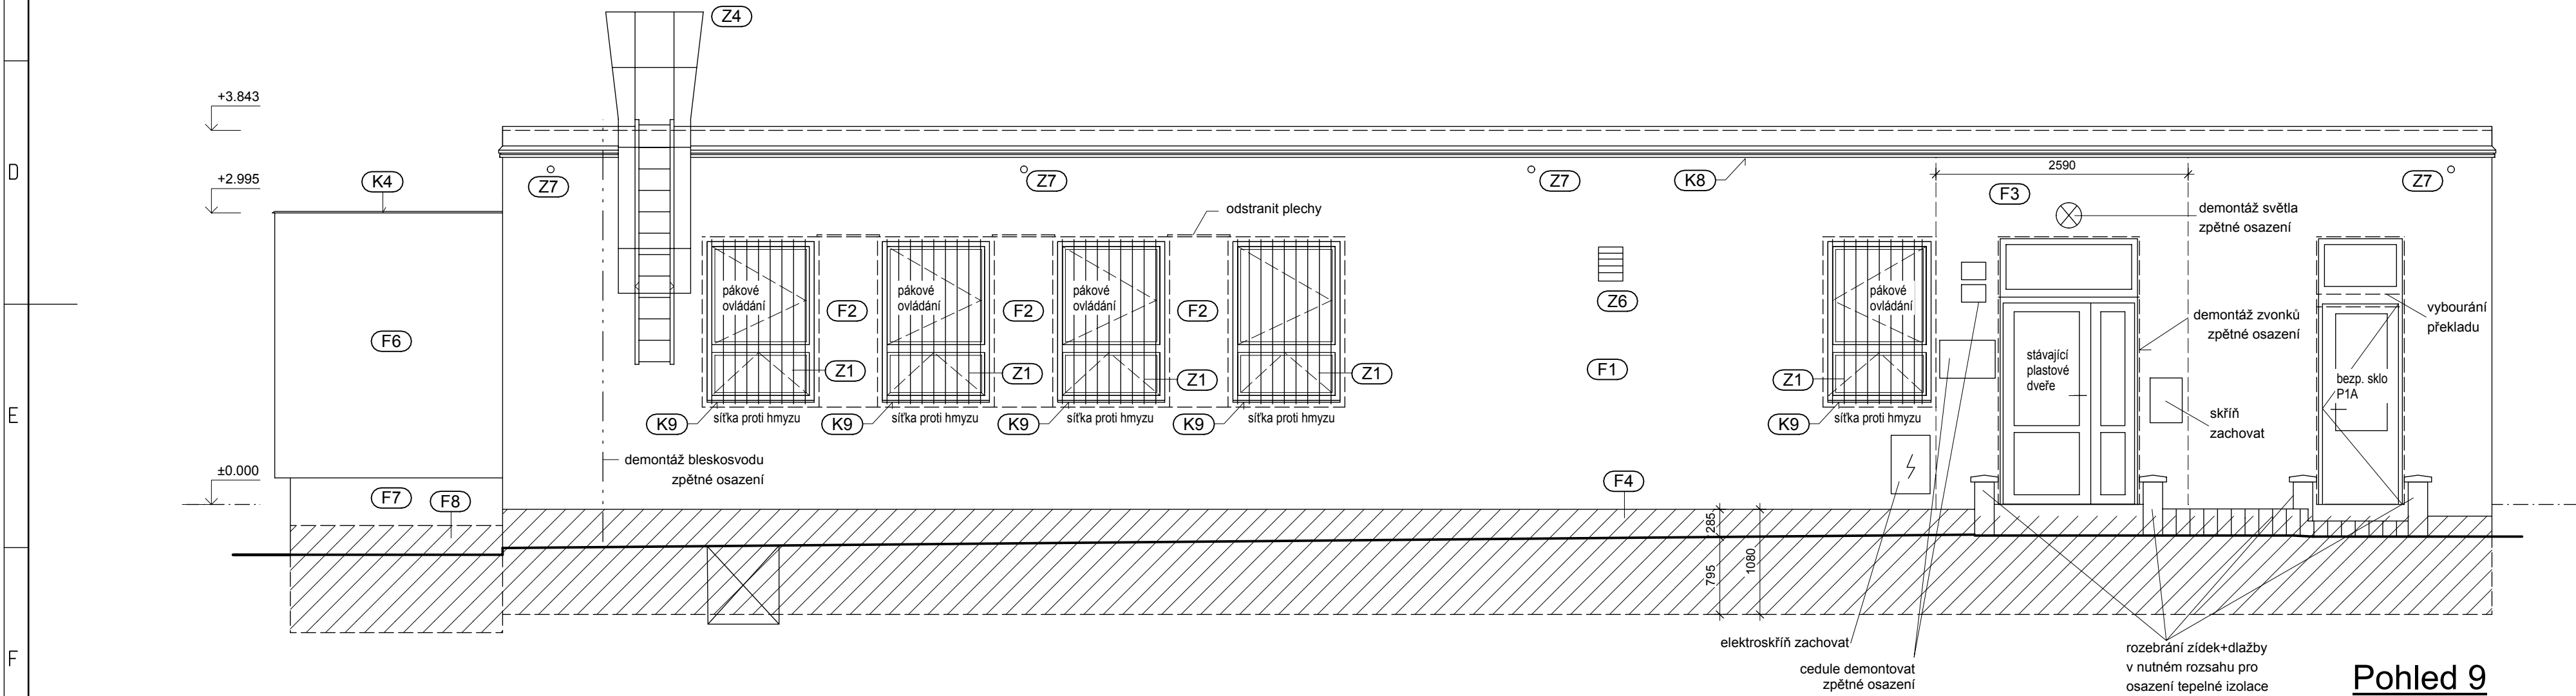 Z4
+3.843
D
K4
+2.995
Z7
Z7
Z7
K8
2590
Z7
F3
odstranit plechy
demontáž světla
zpětné osazení
pákové
ovládání
F2
pákové
ovládání
F2
pákové
ovládání
F2
Z6
pákové
ovládání
vybourání
překladu
demontáž zvonků
zpětné osazení
F6
Z1
Z1
Z1
Z1
F1
Z1
stávající
plastové
dveře
bezp. sklo
P1A
E
K9
síťka proti hmyzu
K9
síťka proti hmyzu
K9
síťka proti hmyzu
K9
síťka proti hmyzu
K9
síťka proti hmyzu
skříň
zachovat
demontáž bleskosvodu
zpětné osazení
±0.000
F7
F8
F4
285
795
1080
elektroskříň zachovat
cedule demontovat
zpětné osazení
rozebrání zídek+dlažby
v nutném rozsahu pro
osazení tepelné izolace
F
Pohled 9